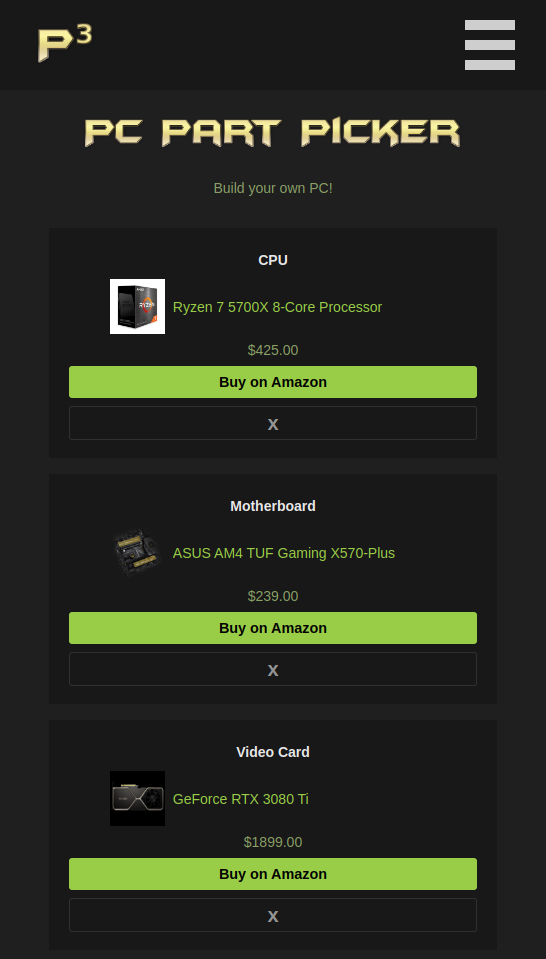 P³
PC PART PICKER
Build your own PC!
CPU
RYZEN
Ryzen 7 5700X 8-Core Processor
$425.00
Buy on Amazon
X
Motherboard
ASUS AM4 TUF Gaming X570-Plus
$239.00
Buy on Amazon
X
Video Card
GeForce RTX 3080 Ti
$1899.00
Buy on Amazon
X